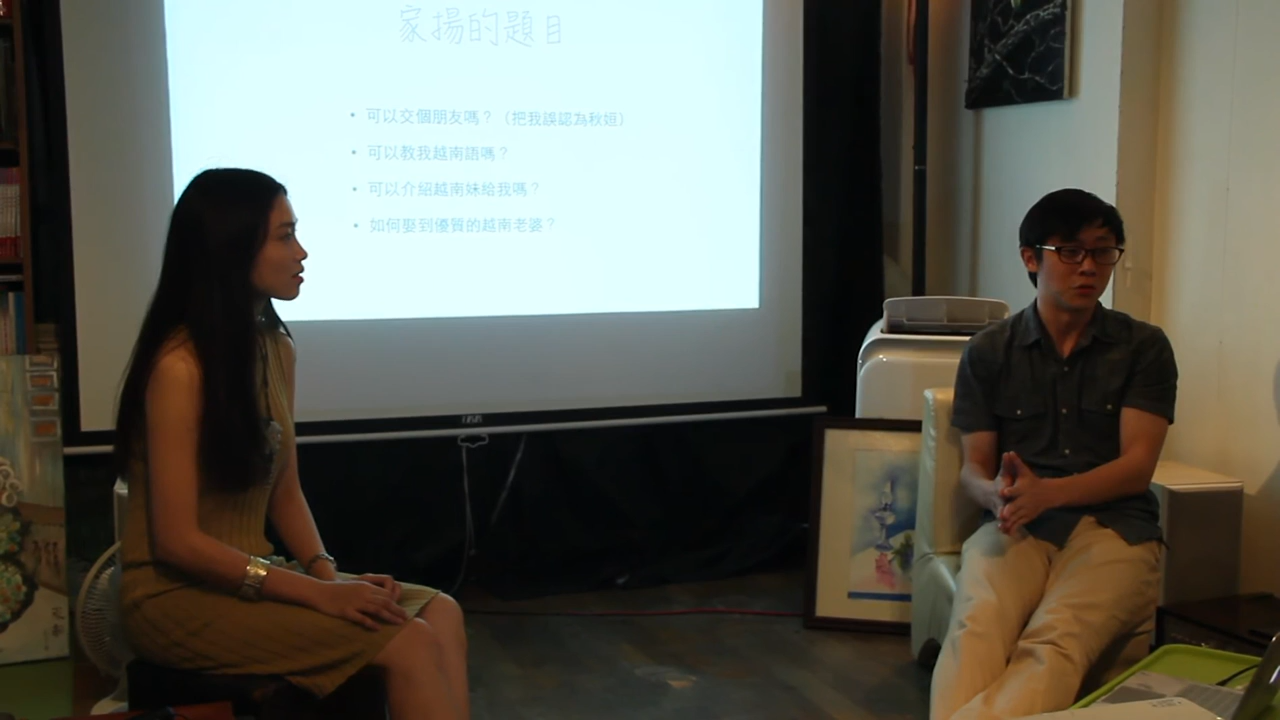 家揚的題目
• 可以交個朋友嗎？（把我誤認為秋姮）
• 可以教我越南語嗎？
• 可以介紹越南妹给我嗎？
• 如何娶到優質的越南老婆？